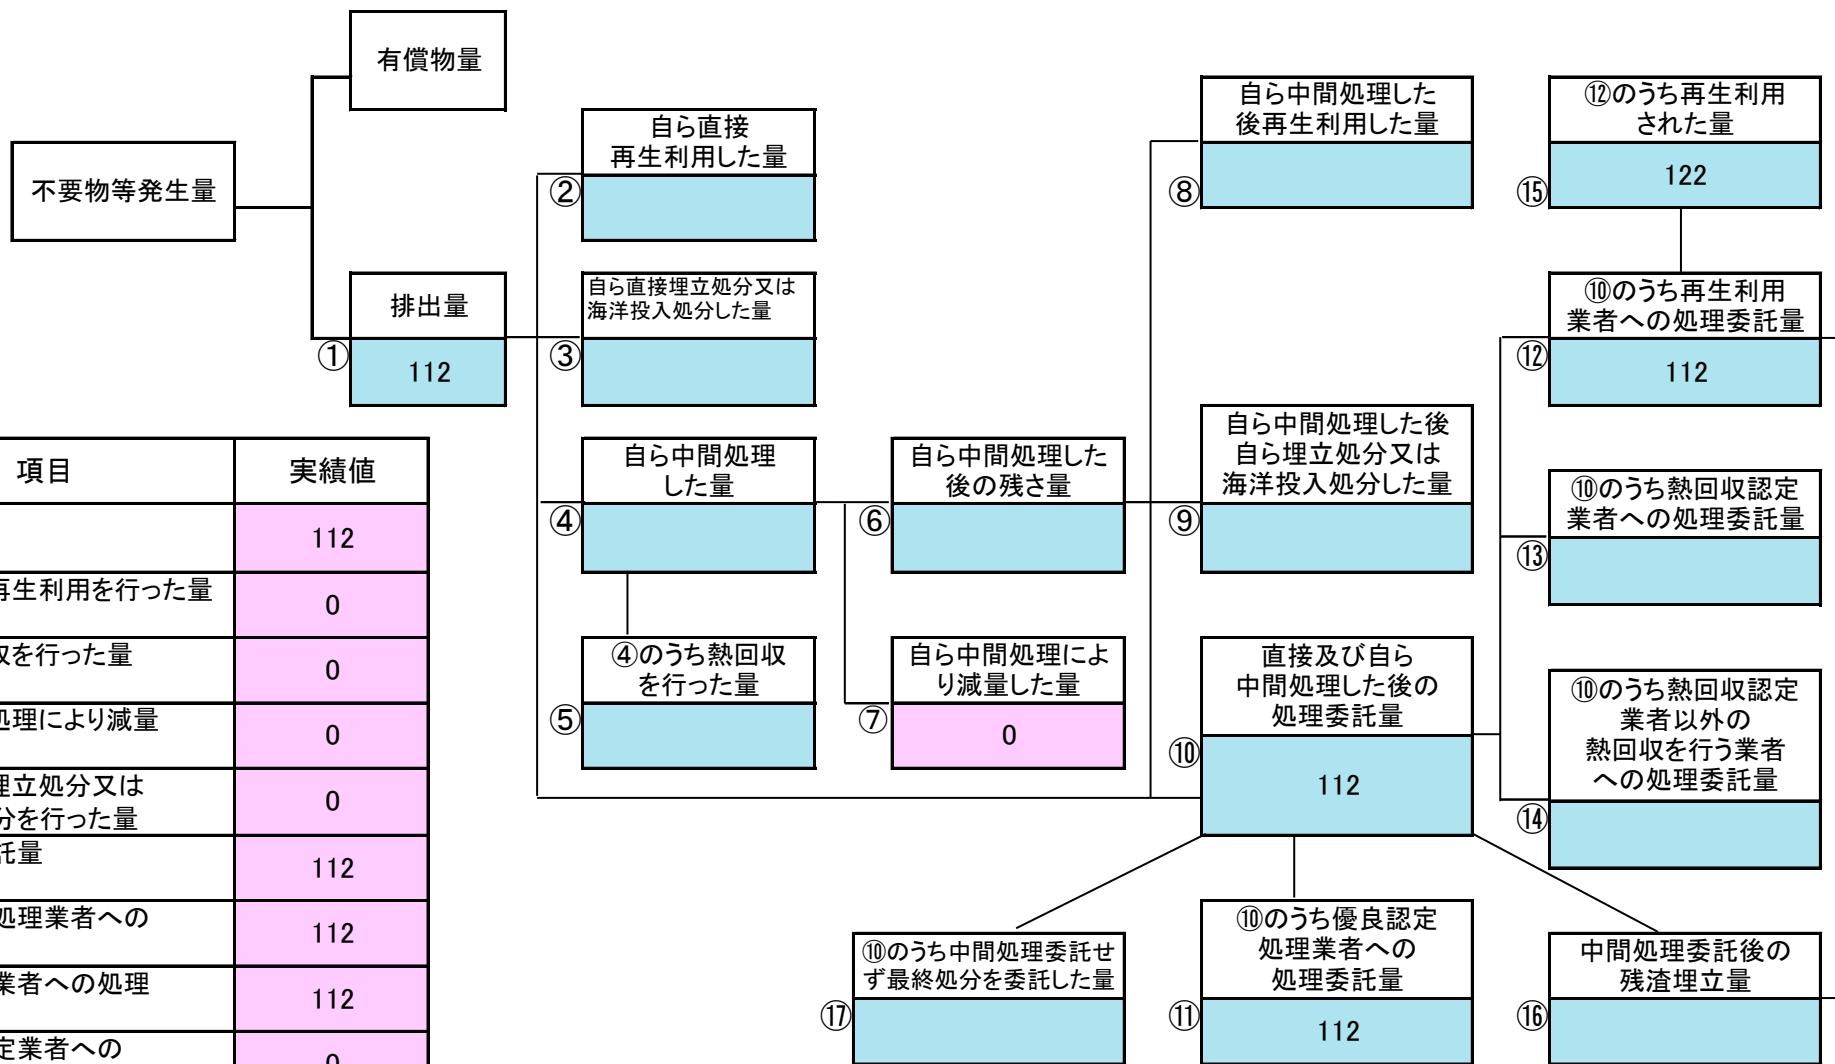 有償物量
不要物等発生量
排出量
①
112
自ら直接
再生利用した量
②
自ら直接埋立処分又は
海洋投入処分した量
③
自ら中間処理
した量
④
④のうち熱回収
を行った量
⑤
自ら中間処理した
後の残さ量
⑥
自ら中間処理によ
り減量した量
⑦
0
自ら中間処理した
後再生利用した量
⑧
自ら中間処理した後
自ら埋立処分又は
海洋投入処分した量
⑨
直接及び自ら
中間処理した後の
処理委託量
⑩
112
⑫のうち再生利用
された量
⑮
122
⑩のうち再生利用
業者への処理委託量
⑫
112
⑩のうち熱回収認定
業者への処理委託量
⑬
⑩のうち熱回収認定
業者以外の
熱回収を行う業者
への処理委託量
⑭
⑩のうち中間処理委託せ
ず最終処分を委託した量
⑰
⑩のうち優良認定
処理業者への
処理委託量
⑪
112
中間処理委託後の
残渣埋立量
⑯
項目 実績値
112
再生利用を行った量
0
を行った量
0
処理により減量
0
埋立処分又は
分を行った量
0
託量
112
処理業者への
112
業者への処理
112
定業者への